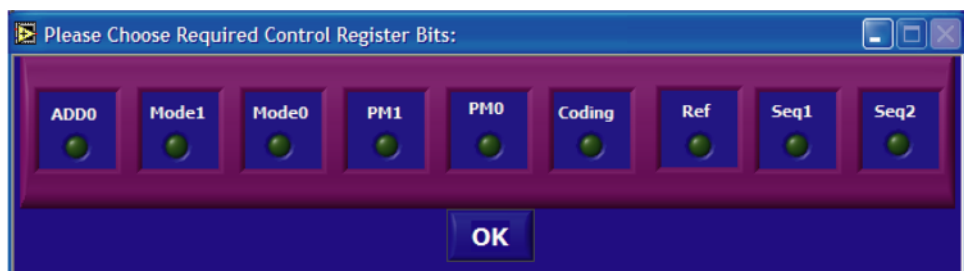 Please Choose Required Control Register Bits:
ADD0 Mode1 Mode0 PM1 PM0 Coding Ref Seq1 Seq2
OK